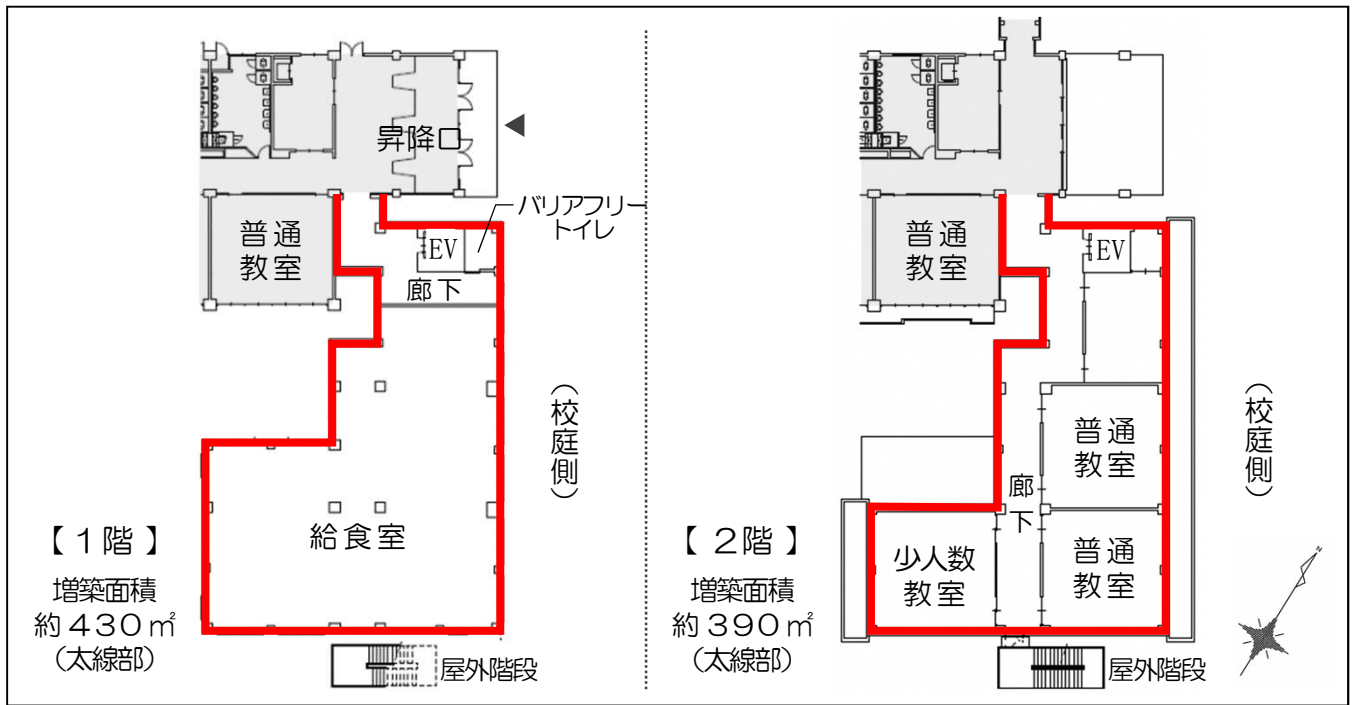 昇降口
バリアフリー
トイレ
普通
教室
EV
廊下
(校庭側)
給食室
【1階】
増築面積
約430㎡
(太線部)
屋外階段
普通
教室
EV
(校庭側)
普通
教室
廊下
少人数
教室
普通
教室
【2階】
増築面積
約390㎡
(太線部)
屋外階段
N